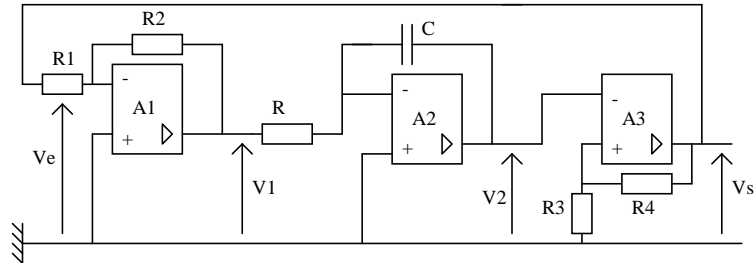 R1
R2
-
A1
+
Ve
V1
R
C
-
A2
+
V2
-
A3
+
R3
R4
Vs